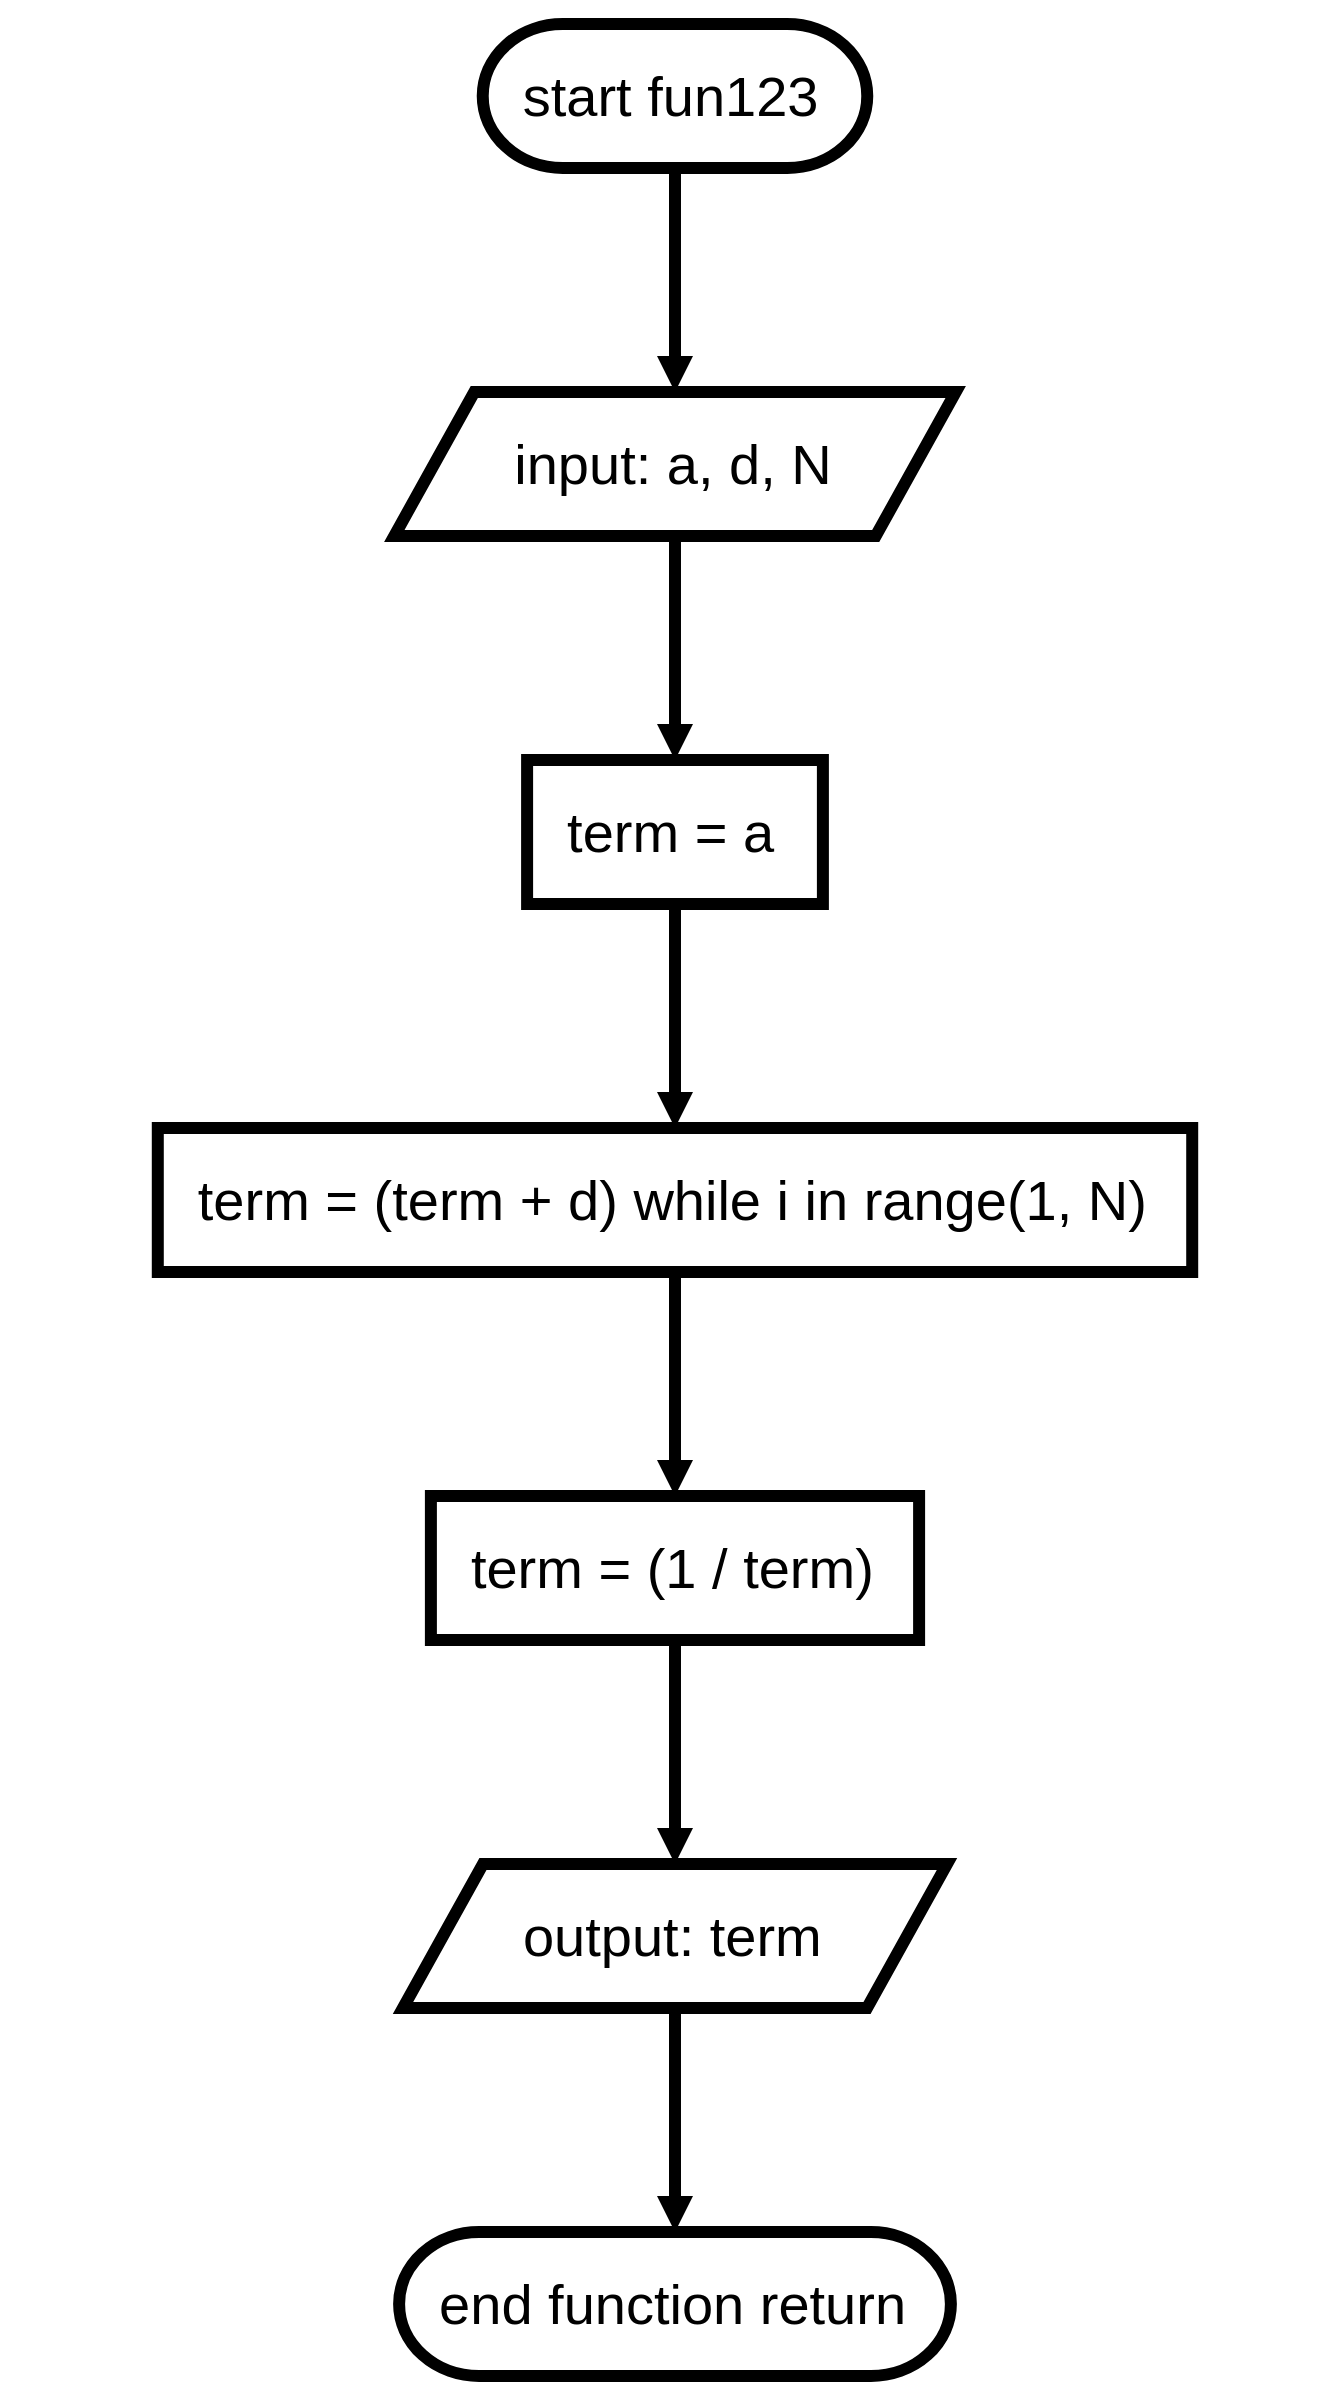 start fun123
input: a, d, N
term = a
term = (term + d) while i in range(1, N)
term = (1 / term)
output: term
end function return